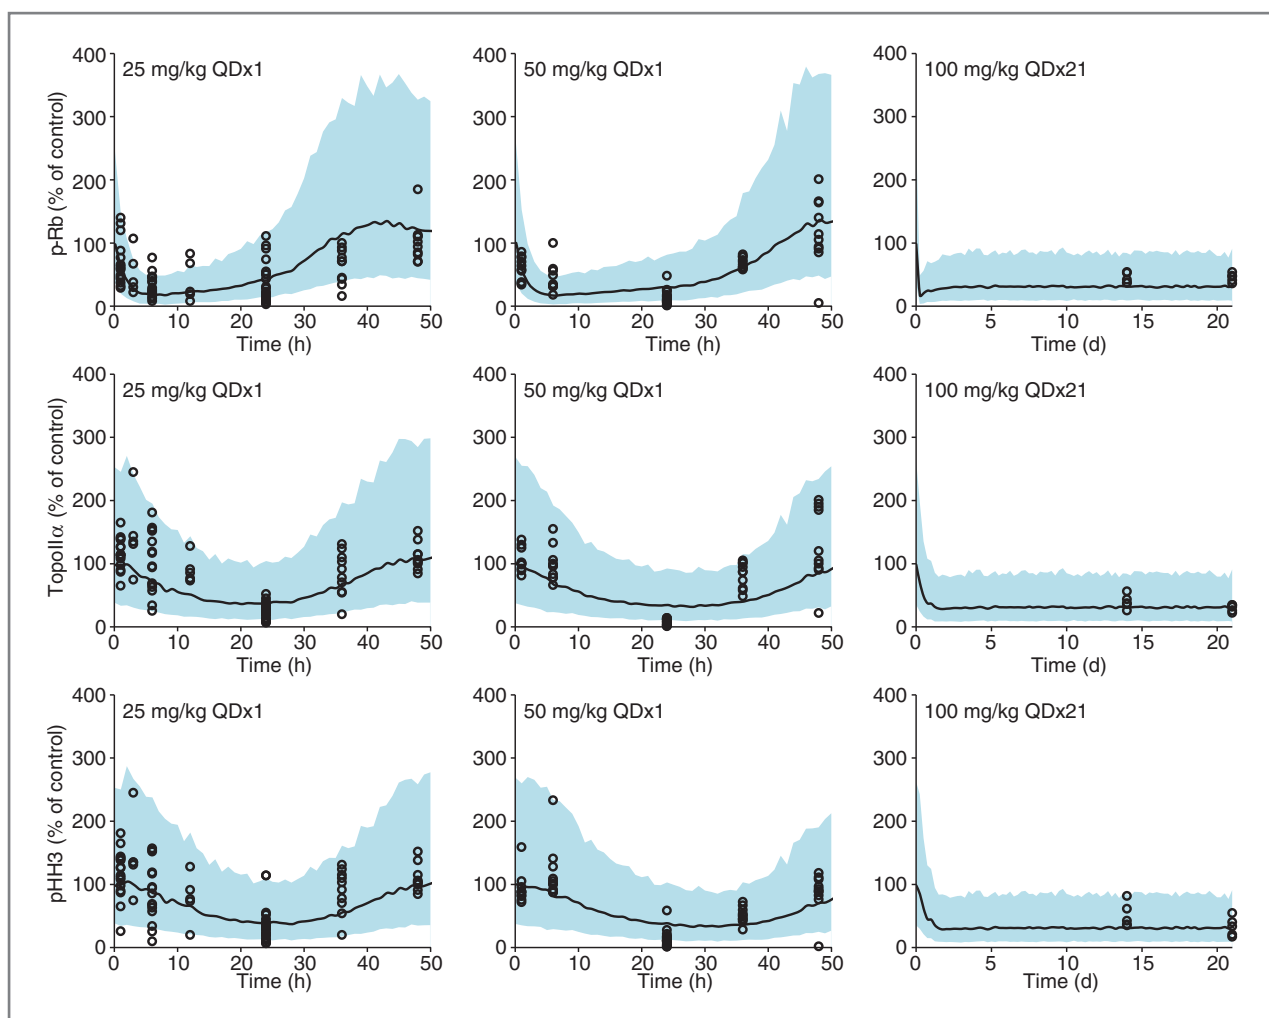 25 mg/kg QDx1
50 mg/kg QDx1
100 mg/kg QDx21
p-Rb (% of control)
400
300
200
100
0
400
300
200
100
0
400
300
200
100
0
0 10 20 30 40 50
0 10 20 30 40 50
0 5 10 15 20
Time (h)
Time (h)
Time (d)
25 mg/kg QDx1
50 mg/kg QDx1
100 mg/kg QDx21
TopoIIα (% of control)
400
300
200
100
0
400
300
200
100
0
400
300
200
100
0
0 10 20 30 40 50
0 10 20 30 40 50
0 5 10 15 20
Time (h)
Time (h)
Time (d)
25 mg/kg QDx1
50 mg/kg QDx1
100 mg/kg QDx21
pHH3 (% of control)
400
300
200
100
0
400
300
200
100
0
400
300
200
100
0
0 10 20 30 40 50
0 10 20 30 40 50
0 5 10 15 20
Time (h)
Time (h)
Time (d)